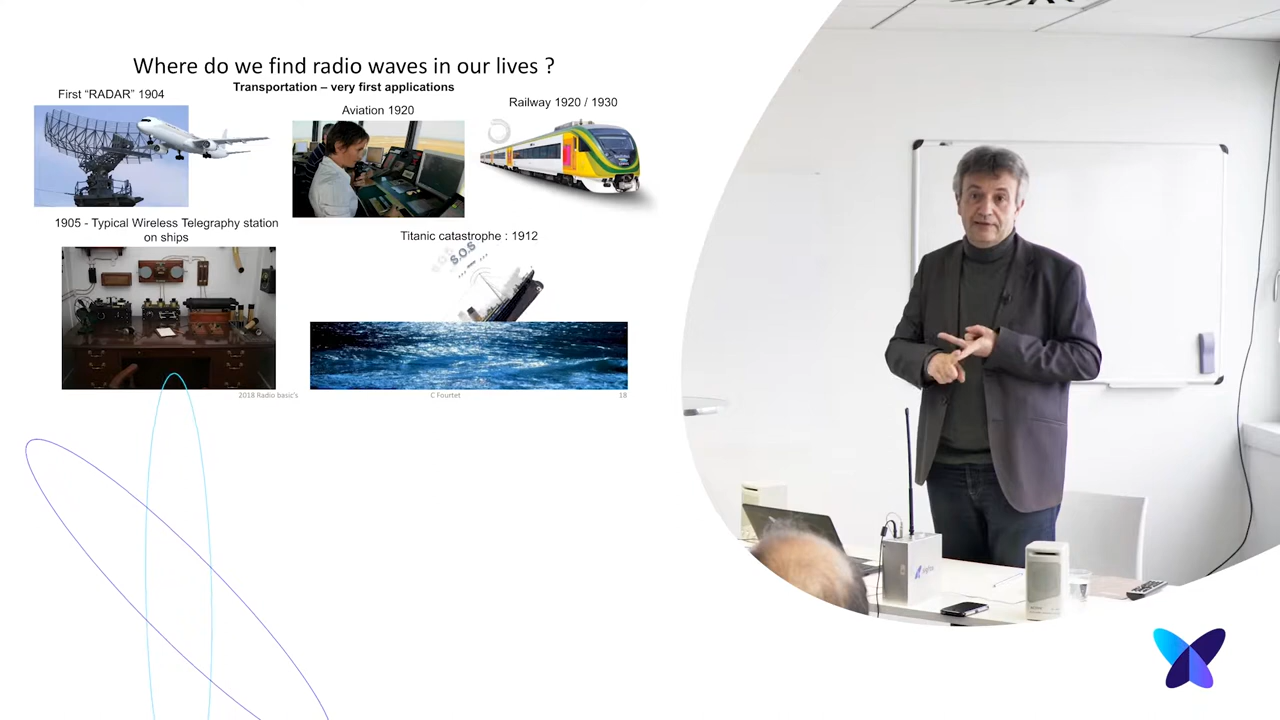 Where do we find radio waves in our lives ?
Transportation – very first applications
First “RADAR” 1904
Aviation 1920
Railway 1920 / 1930
1905 - Typical Wireless Telegraphy station
on ships
Titanic catastrophe : 1912
S.O.S
2018 Radio basic's
C Fourtet
18
sigfox